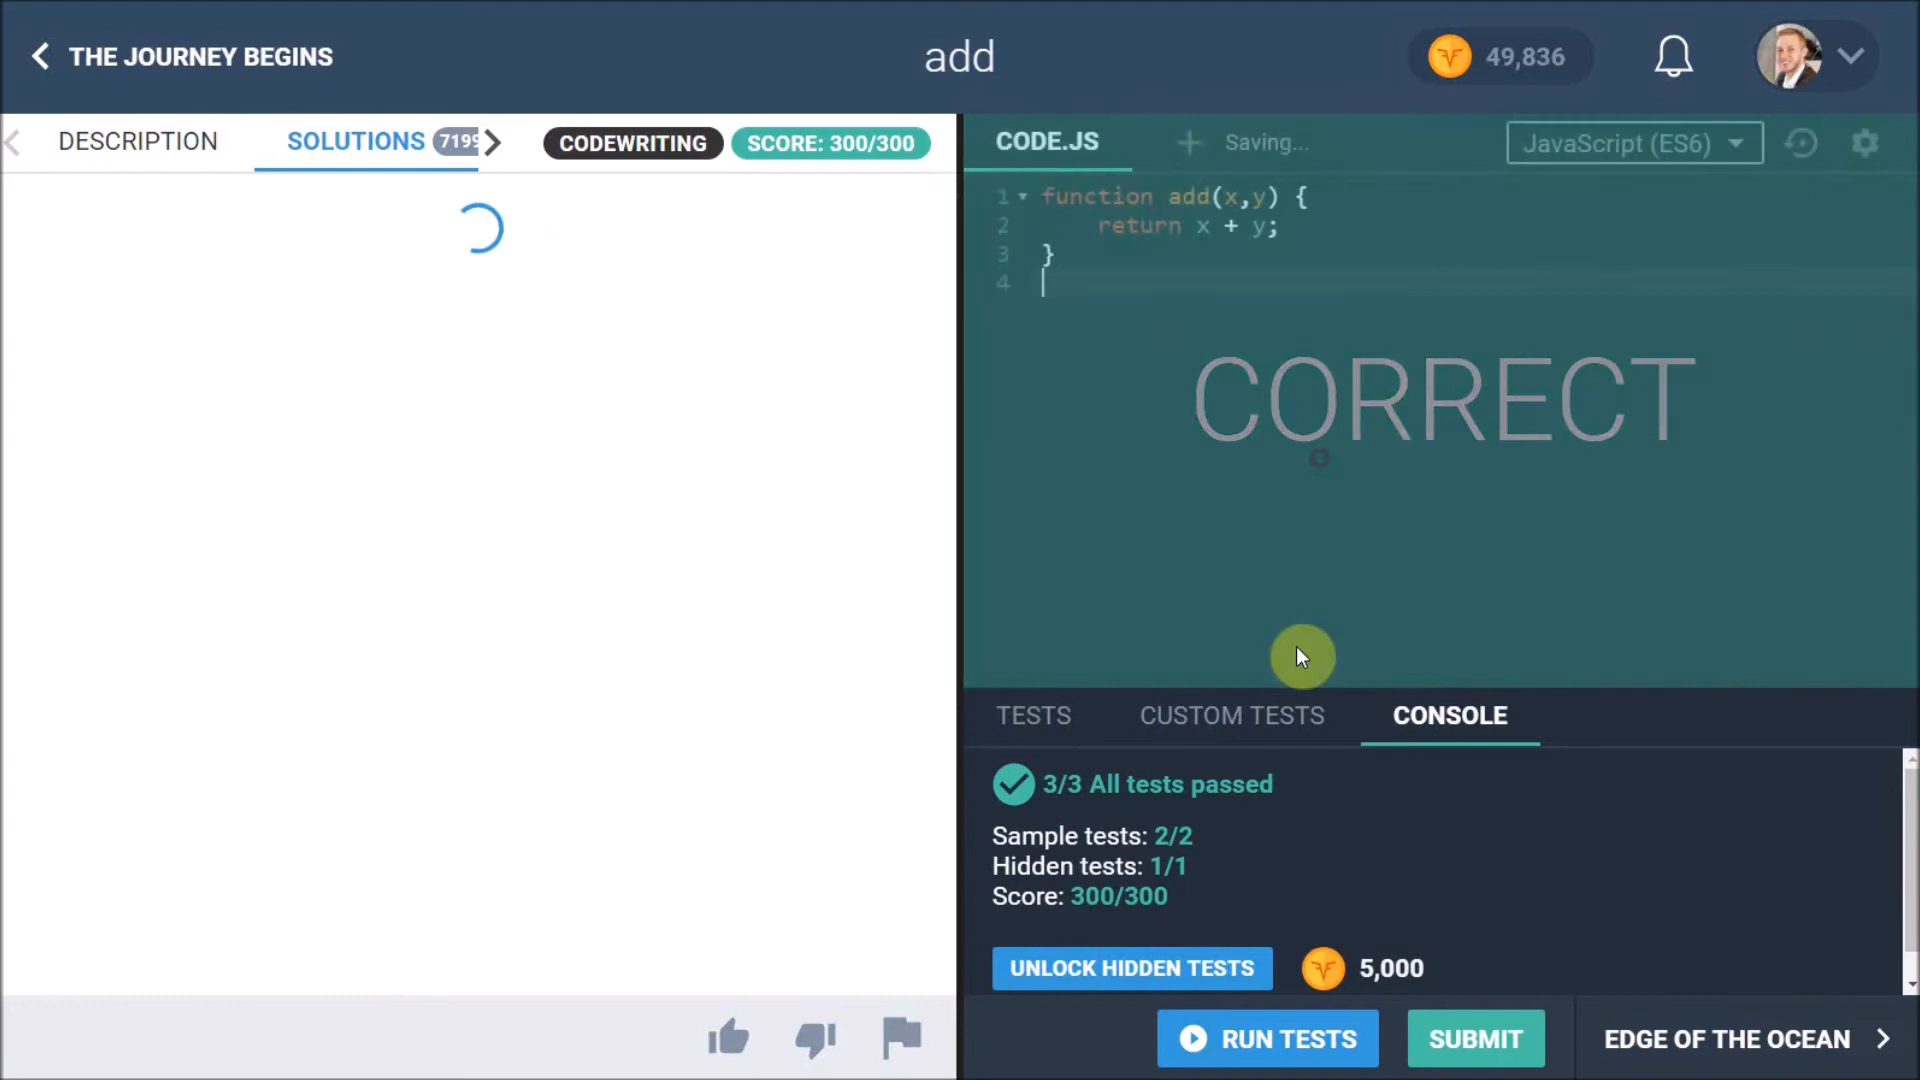 THE JOURNEY BEGINS
add
49,836
DESCRIPTION
SOLUTIONS 7199
CODEWRITING
SCORE: 300/300
CODE.JS
Saving...
JavaScript (ES6)
1 function add(x,y) {
2 return x + y;
3 }
4
CORRECT
TESTS
CUSTOM TESTS
CONSOLE
3/3 All tests passed
Sample tests: 2/2
Hidden tests: 1/1
Score: 300/300
UNLOCK HIDDEN TESTS
5,000
RUN TESTS
SUBMIT
EDGE OF THE OCEAN